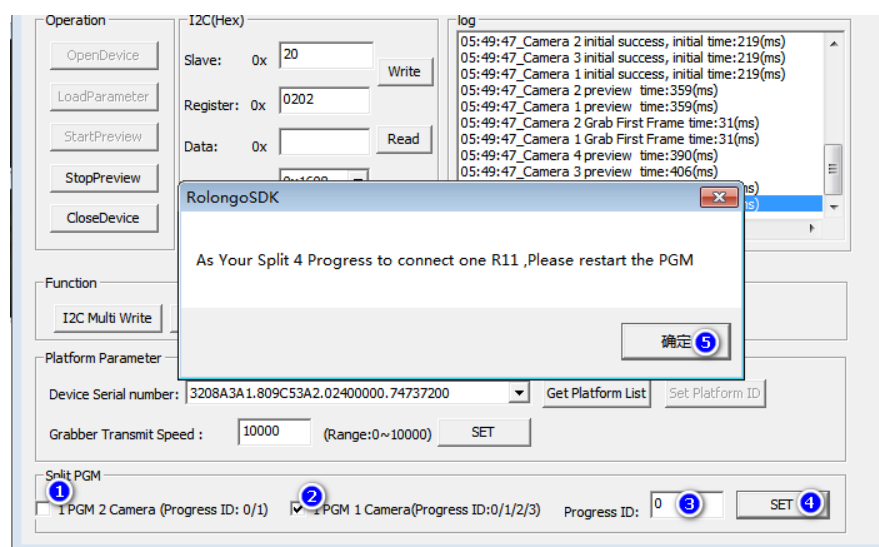 Operation
OpenDevice
LoadParameter
StartPreview
StopPreview
CloseDevice
I2C(Hex)
Slave: 0x 20
Write
Register: 0x 0202
Data: 0x
Read
log
05:49:47_Camera 2 initial success, initial time:219(ms)
05:49:47_Camera 3 initial success, initial time:219(ms)
05:49:47_Camera 1 initial success, initial time:219(ms)
05:49:47_Camera 2 preview time:359(ms)
05:49:47_Camera 1 preview time:359(ms)
05:49:47_Camera 2 Grab First Frame time:31(ms)
05:49:47_Camera 1 Grab First Frame time:31(ms)
05:49:47_Camera 4 preview time:390(ms)
05:49:47_Camera 3 preview time:406(ms)
RolongoSDK
As Your Split 4 Progress to connect one R11 ,Please restart the PGM
确定 5
Function
I2C Multi Write
Platform Parameter
Device Serial number: 3208A3A1.809C53A2.02400000.74737200 Get Platform List Set Platform ID
Grabber Transmit Speed : 10000 (Range:0~10000) SET
Split PGM
1 2
1 PGM 2 Camera (Progress ID: 0/1) 1 PGM 1 Camera(Progress ID:0/1/2/3) Progress ID: 0 3 SET 4